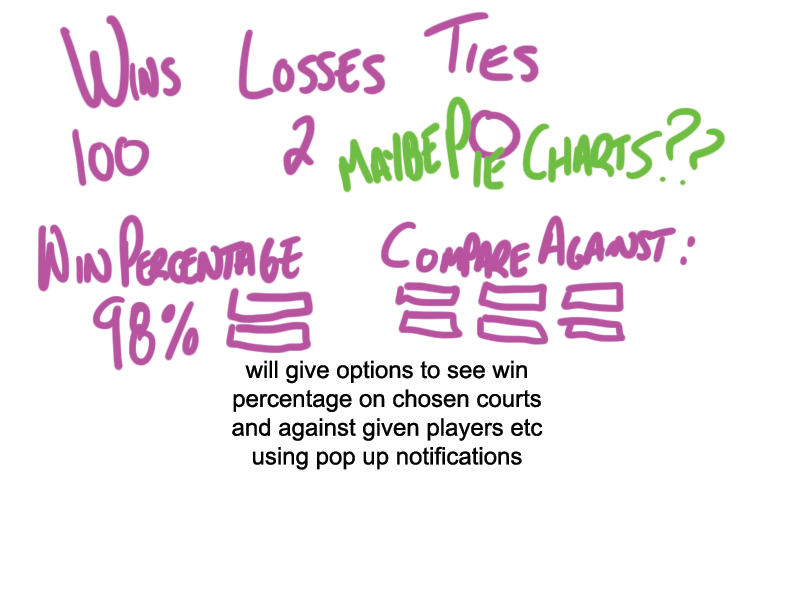 WINS LOSSES TIES
100 2 0
MAYBE PIE CHARTS??
WIN PERCENTAGE COMPARE AGAINST:
98%
will give options to see win
percentage on chosen courts
and against given players etc
using pop up notifications